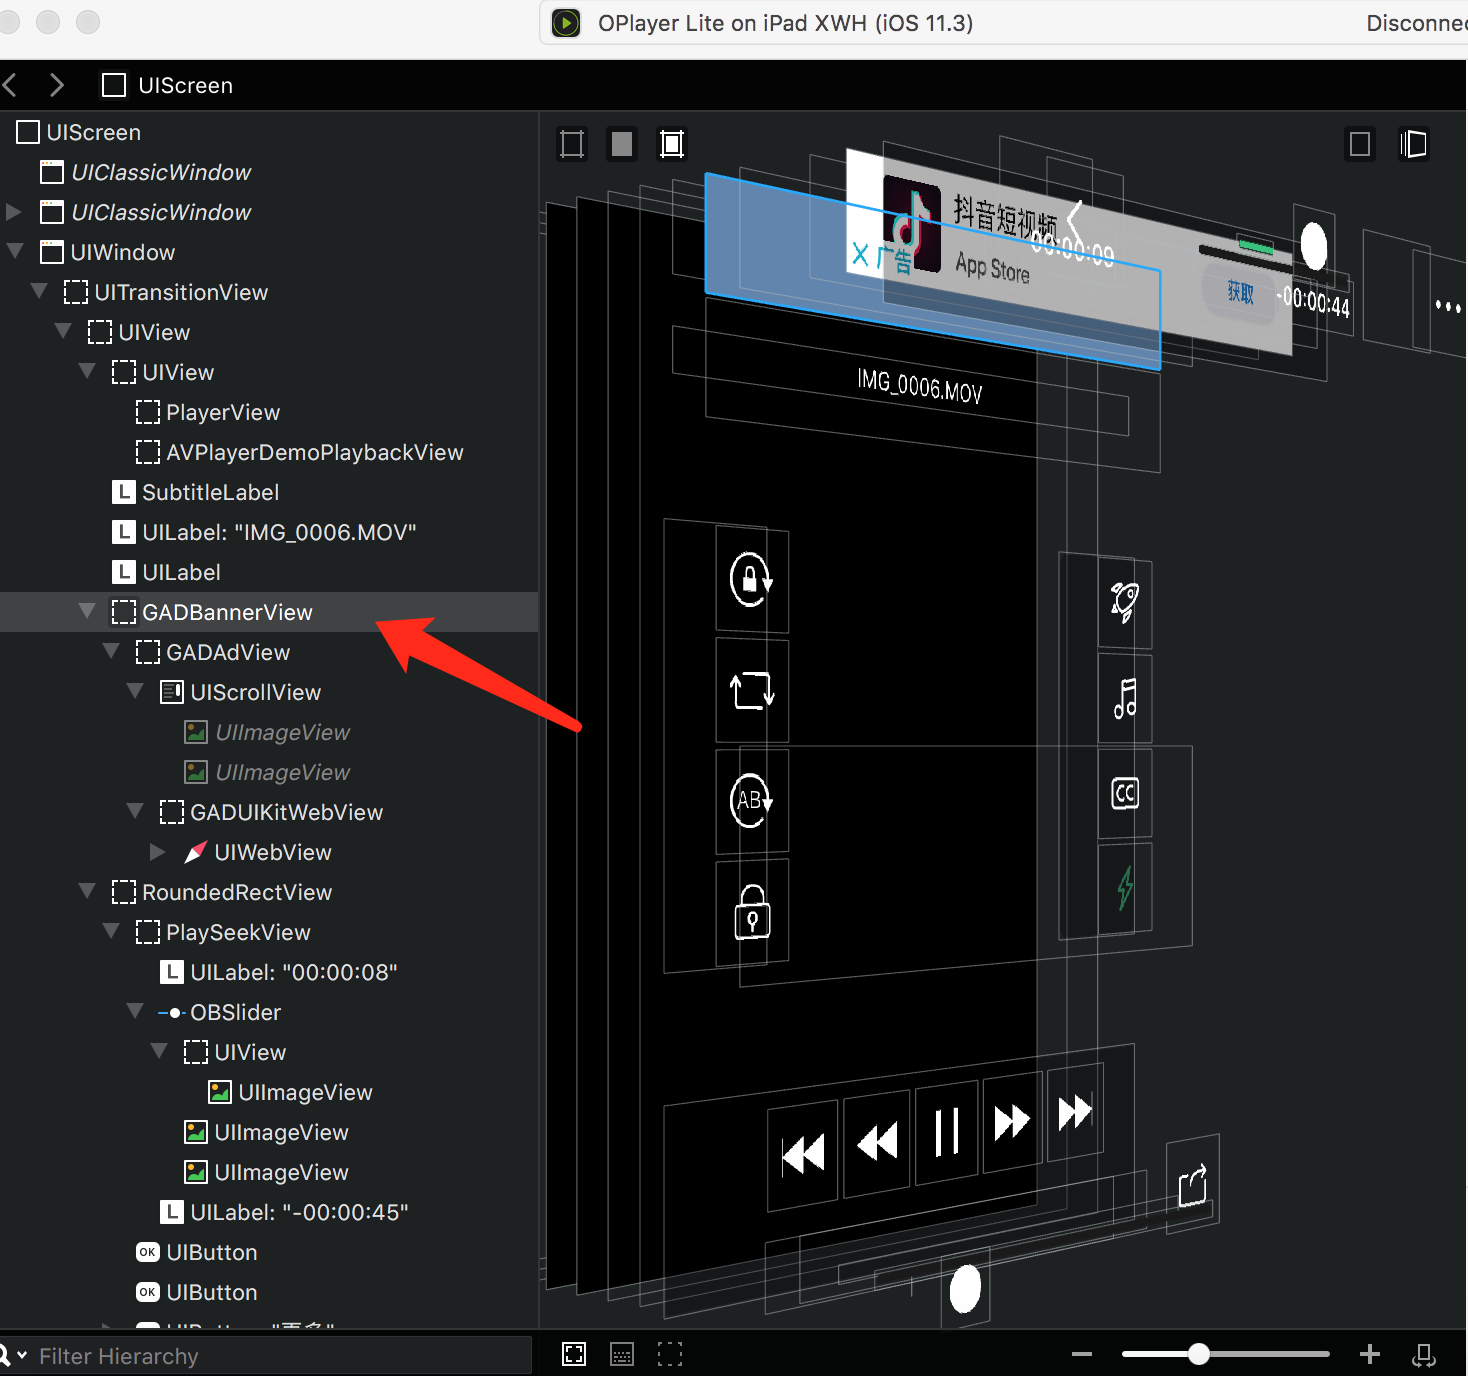 OPlayer Lite on iPad XWH (iOS 11.3)
UIScreen
UIScreen
UIClassicWindow
UIClassicWindow
UIWindow
UITransitionView
UIView
UIView
PlayerView
AVPlayerDemoPlaybackView
L SubtitleLabel
L UILabel: "IMG_0006.MOV"
L UILabel
GADBannerView
GADAdView
UIScrollView
UIImageView
UIImageView
GADUIKitWebView
UIWebView
RoundedRectView
PlaySeekView
L UILabel: "00:00:08"
OBSlider
UIView
UIImageView
UIImageView
UIImageView
L UILabel: "-00:00:45"
OK UIButton
OK UIButton
Filter Hierarchy
抖音短视频
00:00:09
广告
App Store
获取
-00:00:44
IMG_0006.MOV
AB
CC